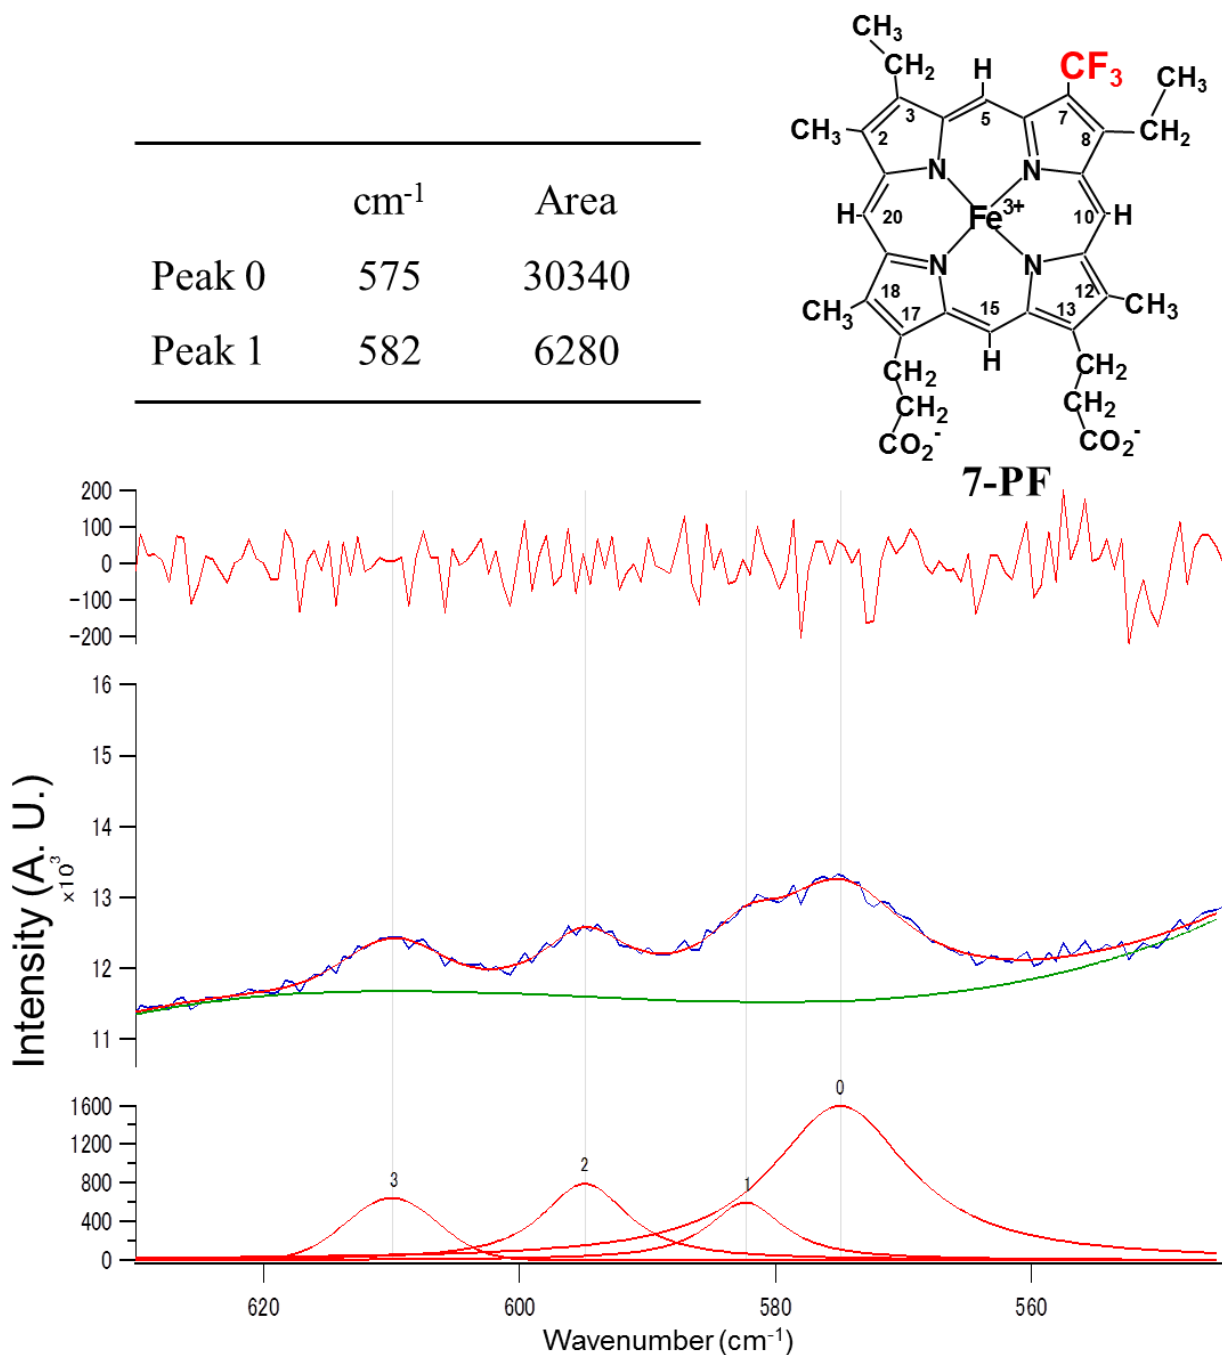 cm-1 Area
Peak 0 575 30340
Peak 1 582 6280
CH3
CH2
H
CF3
CH3
CH2
CH3
3
2
5
7
8
N
N
H
20
Fe3+
10
H
N
N
18
17
15
12
13
CH3
CH3
H
CH2
CH2
CH2
CH2
CO2-
CO2-
7-PF
200
100
0
-100
-200
16
15
14
13
12
11
Intensity (A. U.)
x103
1600
1200
800
400
0
3
2
1
0
620 600 580 560
Wavenumber (cm-1)